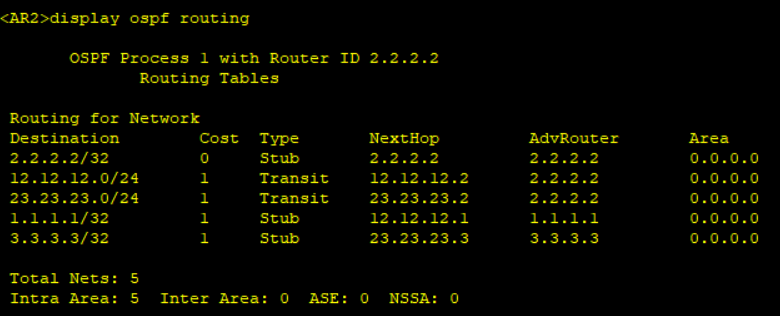 <AR2>display ospf routing
OSPF Process 1 with Router ID 2.2.2.2
Routing Tables
Routing for Network
Destination Cost Type NextHop AdvRouter Area
2.2.2.2/32 0 Stub 2.2.2.2 2.2.2.2 0.0.0.0
12.12.12.0/24 1 Transit 12.12.12.2 2.2.2.2 0.0.0.0
23.23.23.0/24 1 Transit 23.23.23.2 2.2.2.2 0.0.0.0
1.1.1.1/32 1 Stub 12.12.12.1 1.1.1.1 0.0.0.0
3.3.3.3/32 1 Stub 23.23.23.3 3.3.3.3 0.0.0.0
Total Nets: 5
Intra Area: 5 Inter Area: 0 ASE: 0 NSSA: 0